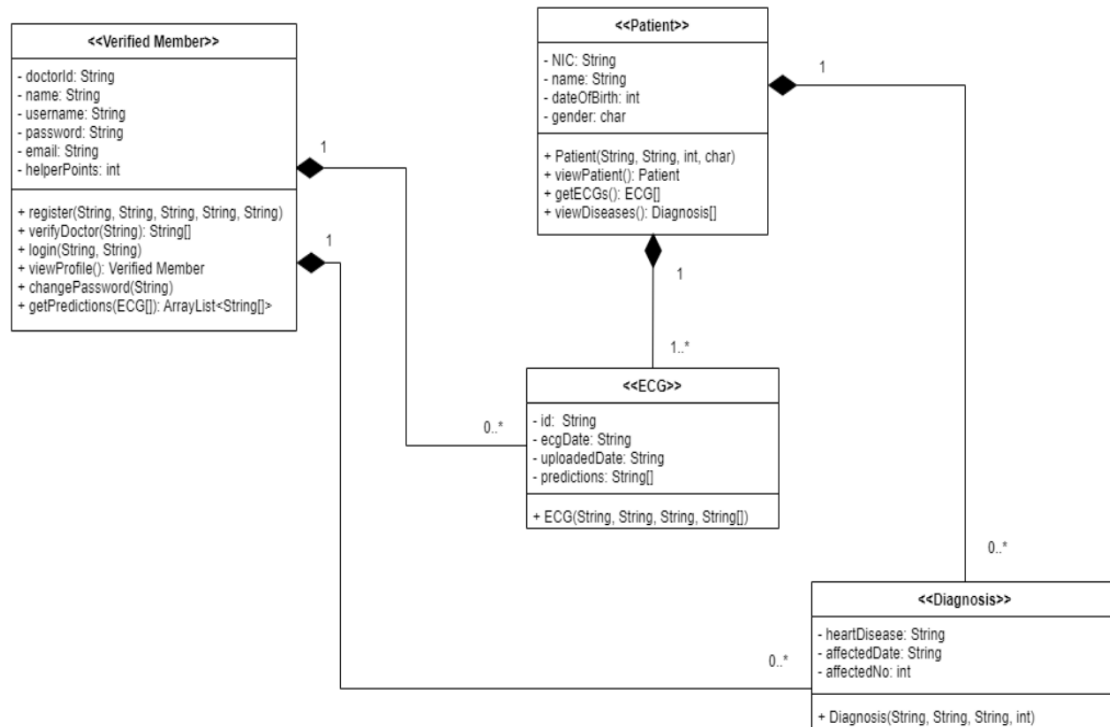 <<Verified Member>>
- doctorId: String
- name: String
- username: String
- password: String
- email: String
- helperPoints: int
+ register(String, String, String, String, String)
+ verifyDoctor(String): String[]
+ login(String, String)
+ viewProfile(): Verified Member
+ changePassword(String)
+ getPredictions(ECG[]): ArrayList<String[]>
1
1
<<Patient>>
- NIC: String
- name: String
- dateOfBirth: int
- gender: char
+ Patient(String, String, int, char)
+ viewPatient(): Patient
+ getECGs(): ECG[]
+ viewDiseases(): Diagnosis[]
1
1
1..*
<<ECG>>
- id: String
- ecgDate: String
- uploadedDate: String
- predictions: String[]
+ ECG(String, String, String, String[])
0..*
0..*
<<Diagnosis>>
- heartDisease: String
- affectedDate: String
- affectedNo: int
+ Diagnosis(String, String, String, int)
0..*